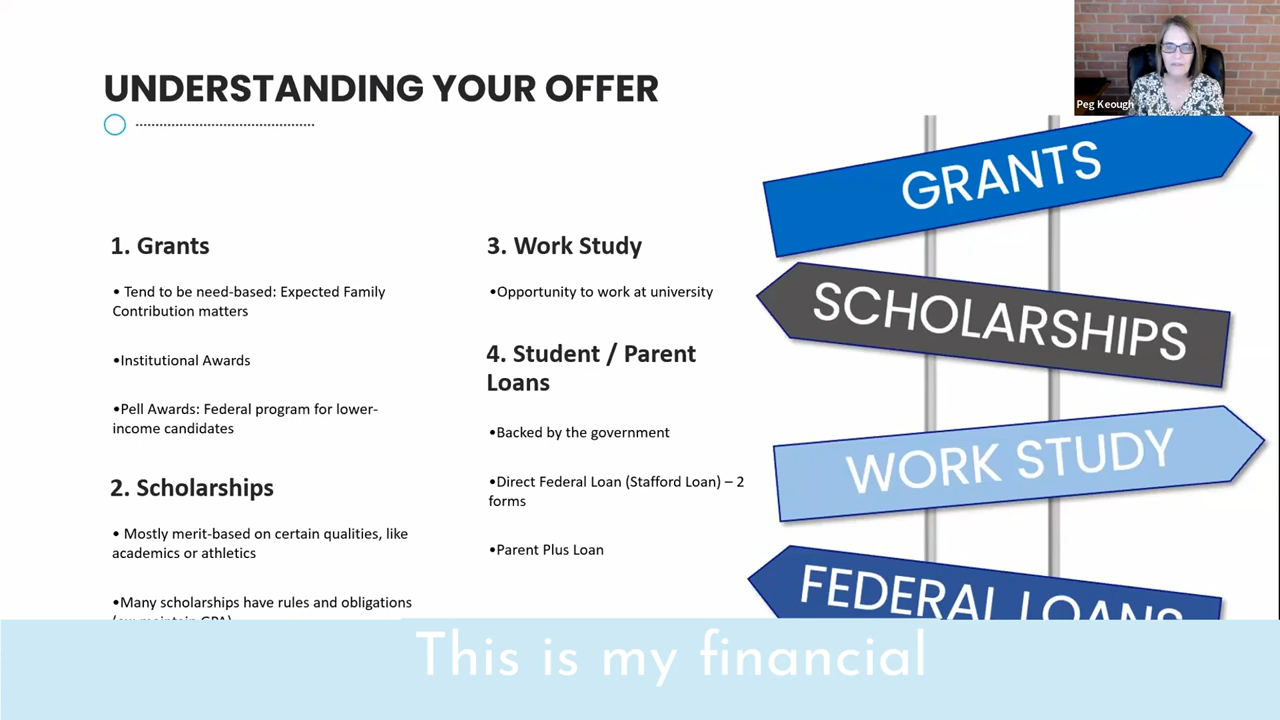 UNDERSTANDING YOUR OFFER
Peg Keough
1. Grants
• Tend to be need-based: Expected Family
Contribution matters
•Institutional Awards
•Pell Awards: Federal program for lower-
income candidates
2. Scholarships
• Mostly merit-based on certain qualities, like
academics or athletics
•Many scholarships have rules and obligations
3. Work Study
•Opportunity to work at university
4. Student / Parent
Loans
•Backed by the government
•Direct Federal Loan (Stafford Loan) – 2
forms
•Parent Plus Loan
GRANTS
SCHOLARSHIPS
WORK STUDY
FEDERAL LOANS
This is my financial